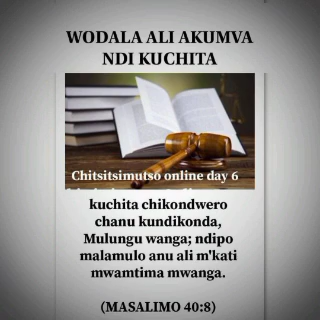 WODALA ALI AKUMVA
NDI KUCHITA
Chitsitsimutso online day 6
kuchita chikondwero
chanu kundikonda,
Mulungu wanga; ndipo
malamulo anu ali m'kati
mwamtima mwanga.
(MASALIMO 40:8)